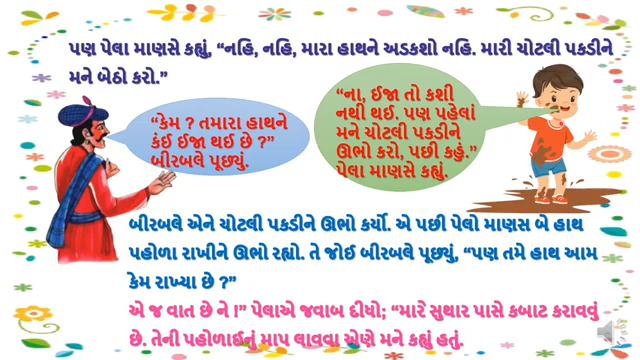 પણ પેલા માણસે કહ્યું, “નહિ, નહિ, મારા હાથને અડકશો નહિ. મારી ચોટલી પકડીને
મને બેઠો કરો.”
“કેમ ? તમારા હાથને
કંઈ ઈજા થઈ છે ?”
બીરબલે પૂછ્યું.
“ના, ઈજા તો કશી
નથી થઈ. પણ પહેલાં
મને ચોટલી પકડીને
ઊભો કરો, પછી કહું.”
પેલા માણસે કહ્યું.
બીરબલે એને ચોટલી પકડીને ઊભો કર્યો. એ પછી પેલો માણસ બે હાથ
પહોળા રાખીને ઊભો રહ્યો. તે જોઈ બીરબલે પૂછ્યું, “પણ તમે હાથ આમ
કેમ રાખ્યા છે ?”
એ જ વાત છે ને !” પેલાએ જવાબ દીધો; “મારે સુથાર પાસે કબાટ કરાવવું
છે. તેની પહોળાઈનું માપ લાવવા એણે મને કહ્યું હતું.